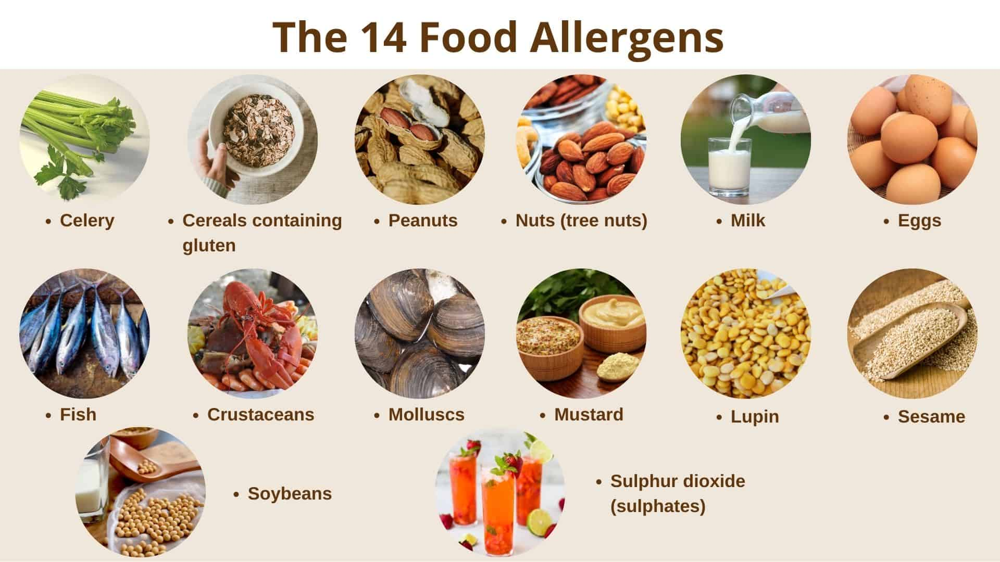 The 14 Food Allergens
• Celery
• Cereals containing
gluten
• Peanuts
• Nuts (tree nuts)
• Milk
• Eggs
• Fish
• Crustaceans
• Molluscs
• Mustard
• Lupin
• Sesame
• Soybeans
• Sulphur dioxide
(sulphates)